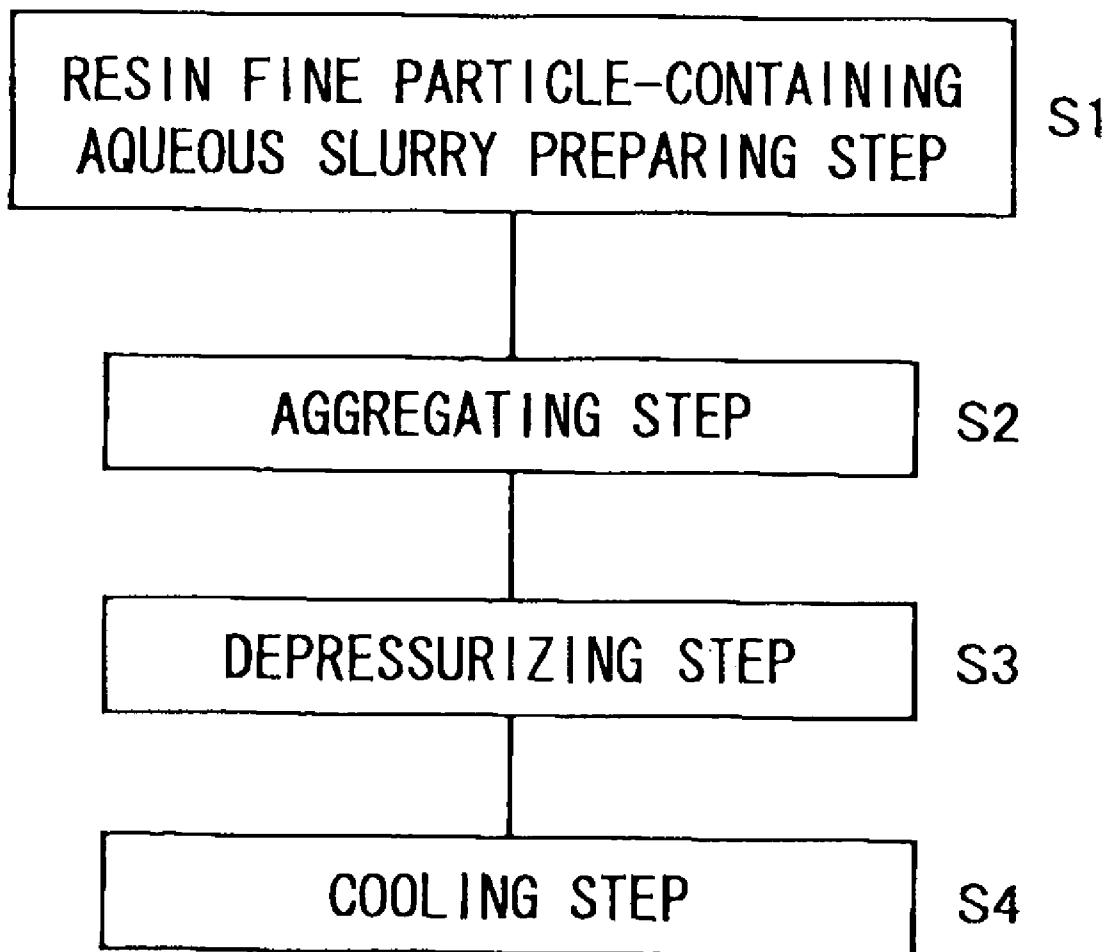 RESIN FINE PARTICLE-CONTAINING
AQUEOUS SLURRY PREPARING STEP
S1
AGGREGATING STEP
S2
DEPRESSURIZING STEP
S3
COOLING STEP
S4